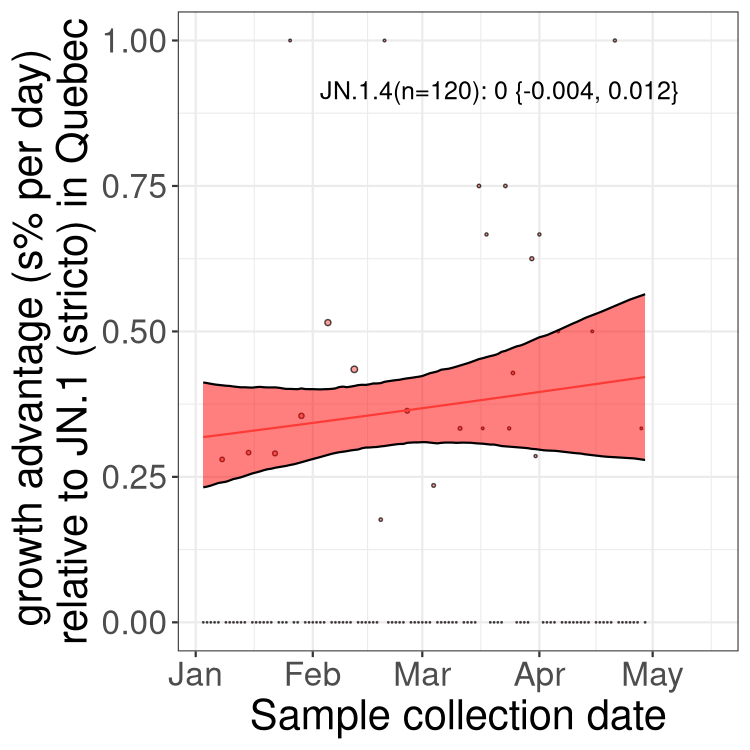 growth advantage (s% per day)
relative to JN.1 (stricto) in Quebec
1.00
JN.1.4(n=120): 0 {-0.004, 0.012}
0.75
0.50
0.25
0.00
Jan Feb Mar Apr May
Sample collection date